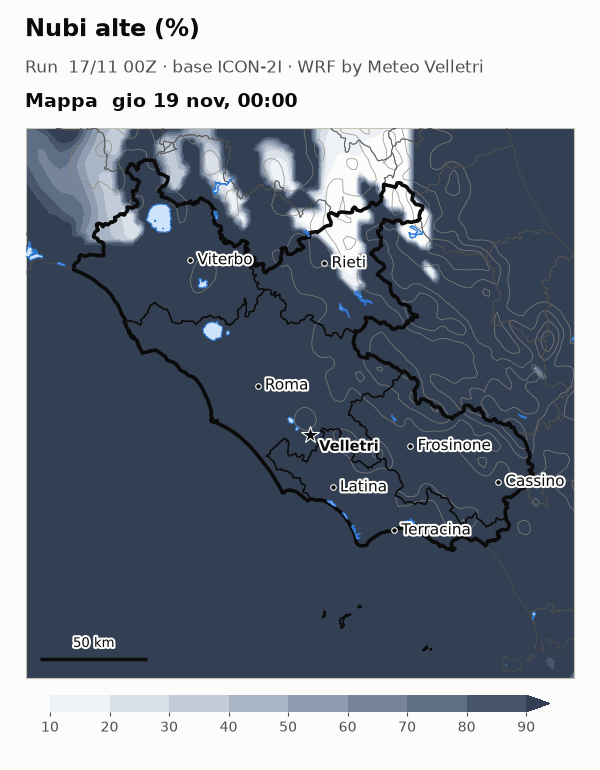 Nubi alte (%)
Run  17/11 00Z · base ICON-2I · WRF by Meteo Velletri
Mappa  gio 19 nov, 00:00
Viterbo
Rieti
Roma
Velletri
Frosinone
Latina
Cassino
Terracina
50 km
10 20 30 40 50 60 70 80 90